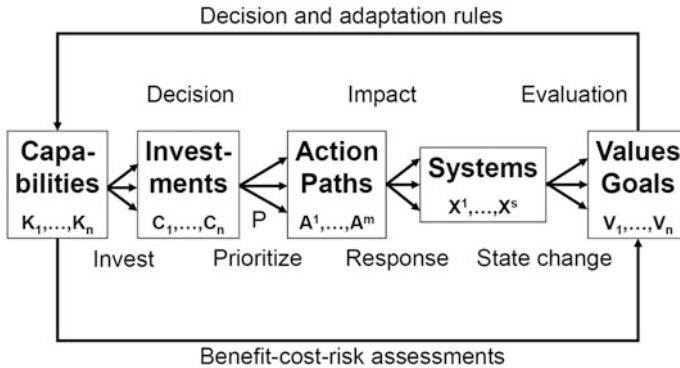 Decision and adaptation rules
Decision Impact Evaluation
Capa-
bilities
K₁,...,Kₙ
Invest-
ments
C₁,...,Cₙ
Action
Paths
A¹,...,Aᵐ
Systems
X¹,...,Xˢ
Values
Goals
V₁,...,Vₙ
P
Invest Prioritize Response State change
Benefit-cost-risk assessments